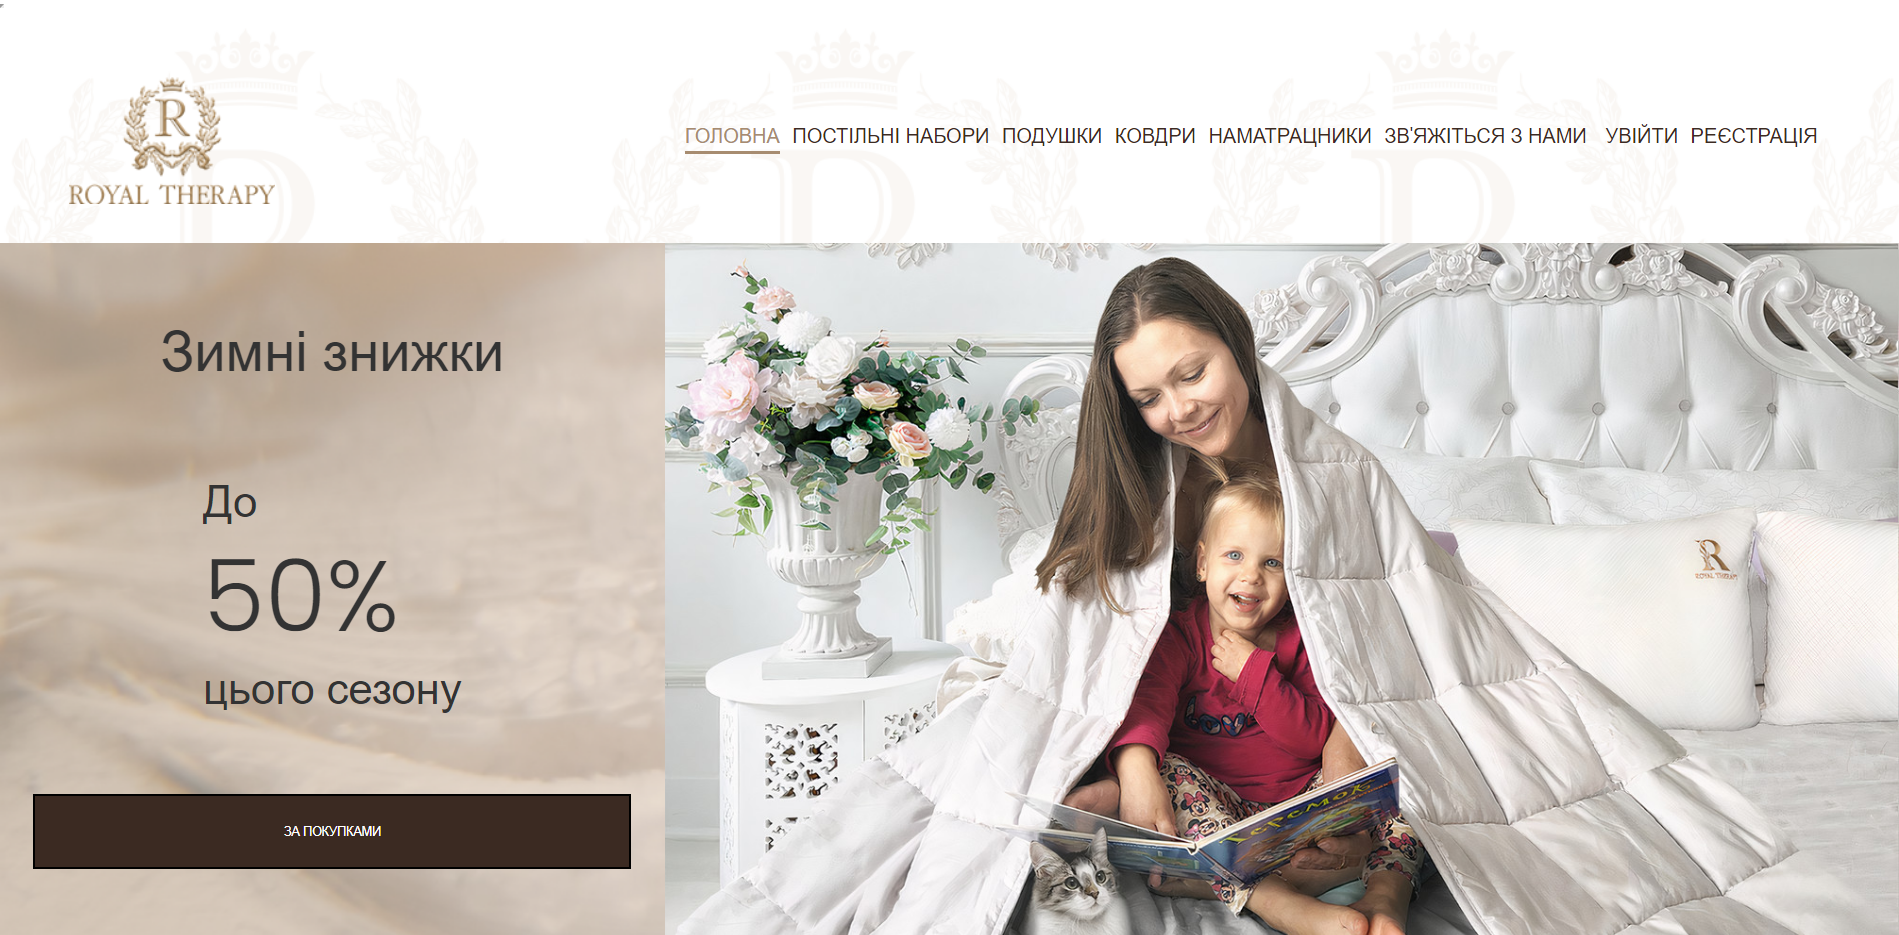 R
ROYAL THERAPY
ГОЛОВНА ПОСТІЛЬНІ НАБОРИ ПОДУШКИ КОВДРИ НАМАТРАЦНИКИ ЗВ'ЯЖІТЬСЯ З НАМИ УВІЙТИ РЕЄСТРАЦІЯ
Зимні знижки
До
50%
цього сезону
ЗА ПОКУПКАМИ
R
ROYAL THERAPY
Love
Теремок